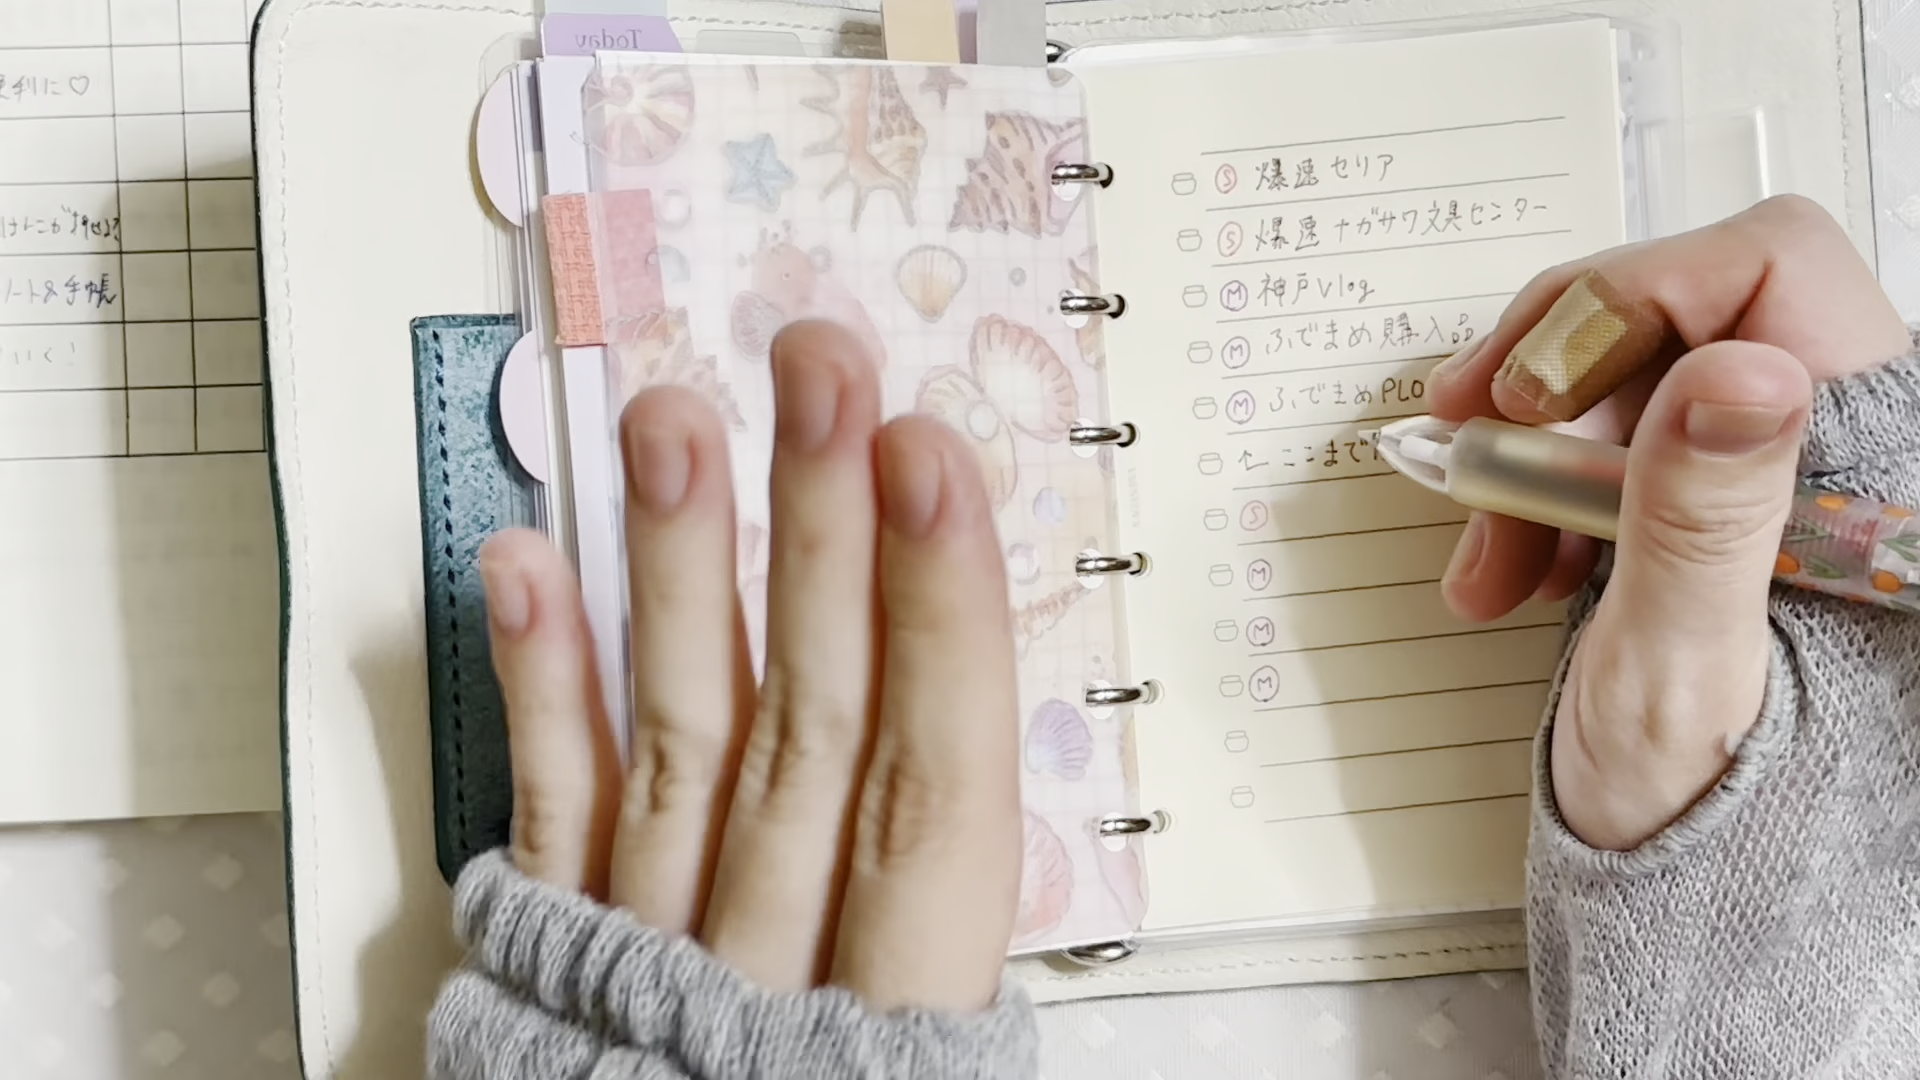 Today
便利に♡
ノート&手帳
いく!
Ⓢ 爆速 セリア
Ⓢ 爆速 ナガサワ文具センター
Ⓜ 神戸Vlog
Ⓜ ふでまめ購入品
Ⓜ ふでまめPLO
↑ ここまで
Ⓢ
Ⓜ
Ⓜ
Ⓜ